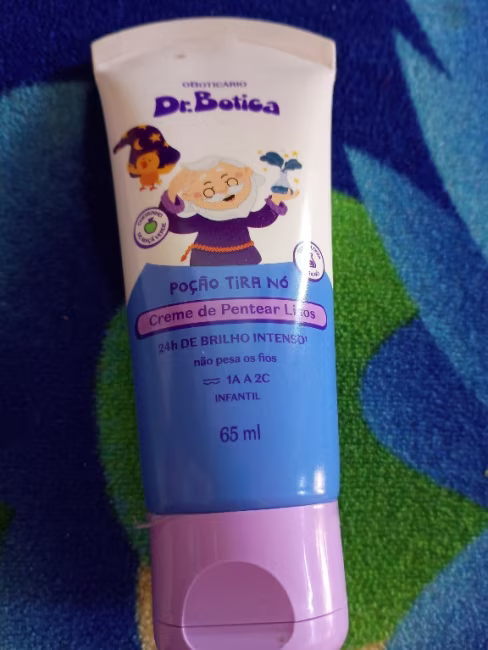 oBOTICÁRIO
Dr. Botica
POÇÃO TIRA NÓ
Creme de Pentear Lisos
24h DE BRILHO INTENSO¹
não pesa os fios
1A A 2C
INFANTIL
65 ml